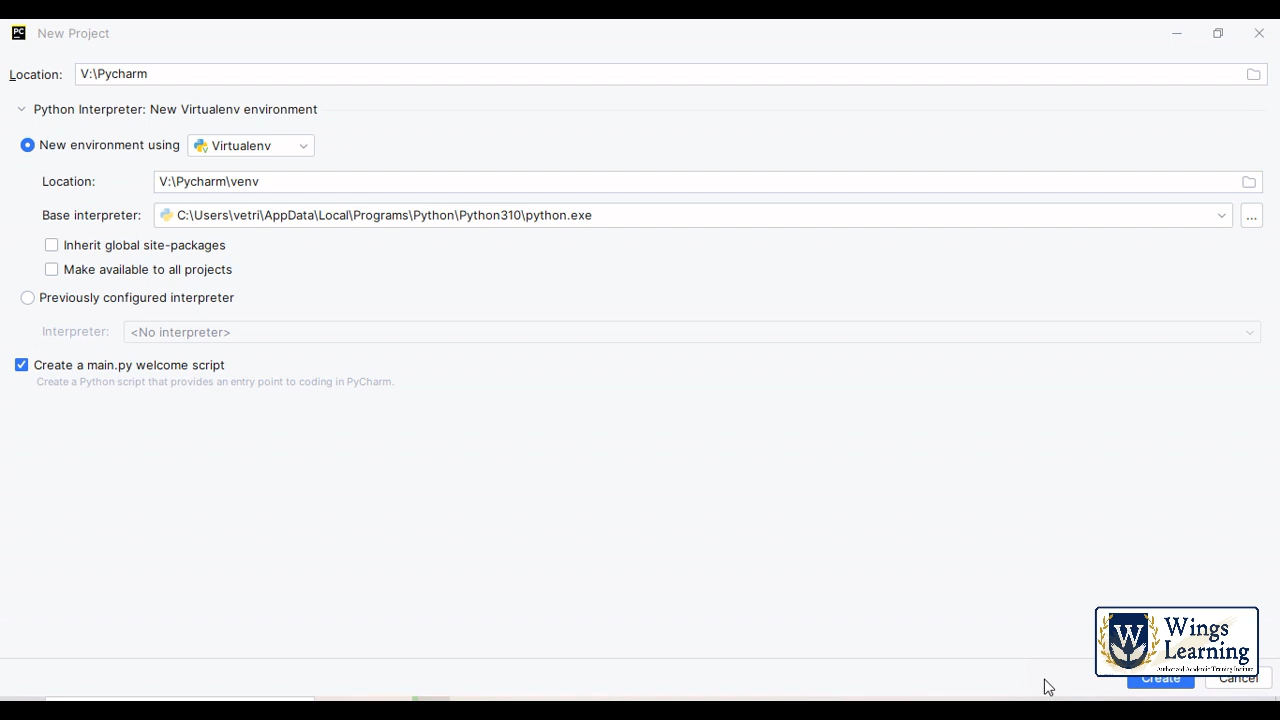 PC New Project
Location: V:\Pycharm
Python Interpreter: New Virtualenv environment
New environment using Virtualenv
Location: V:\Pycharm\venv
Base interpreter: C:\Users\vetri\AppData\Local\Programs\Python\Python310\python.exe ...
Inherit global site-packages
Make available to all projects
Previously configured interpreter
Interpreter: <No interpreter>
Create a main.py welcome script
Create a Python script that provides an entry point to coding in PyCharm.
W Wings
Learning
Create Cancel